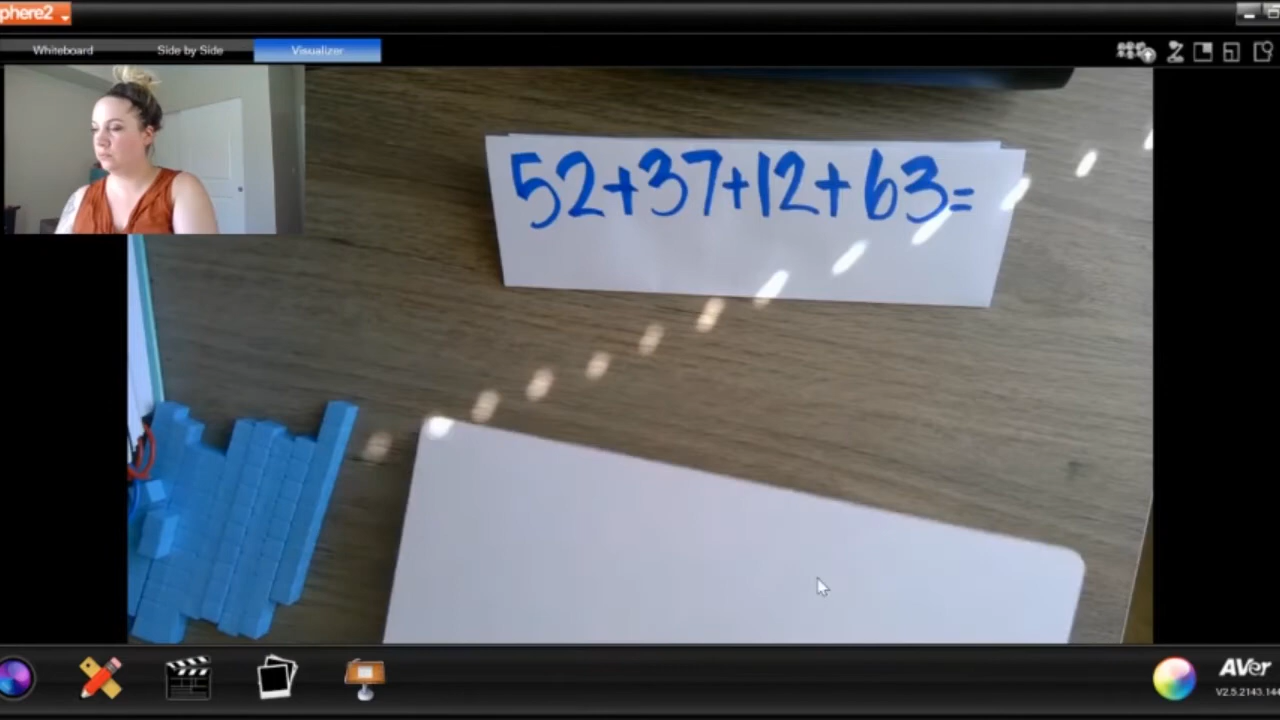 phere2
Whiteboard Side by Side Visualizer
52+37+12+63=
AVer
V2.5.2143.144